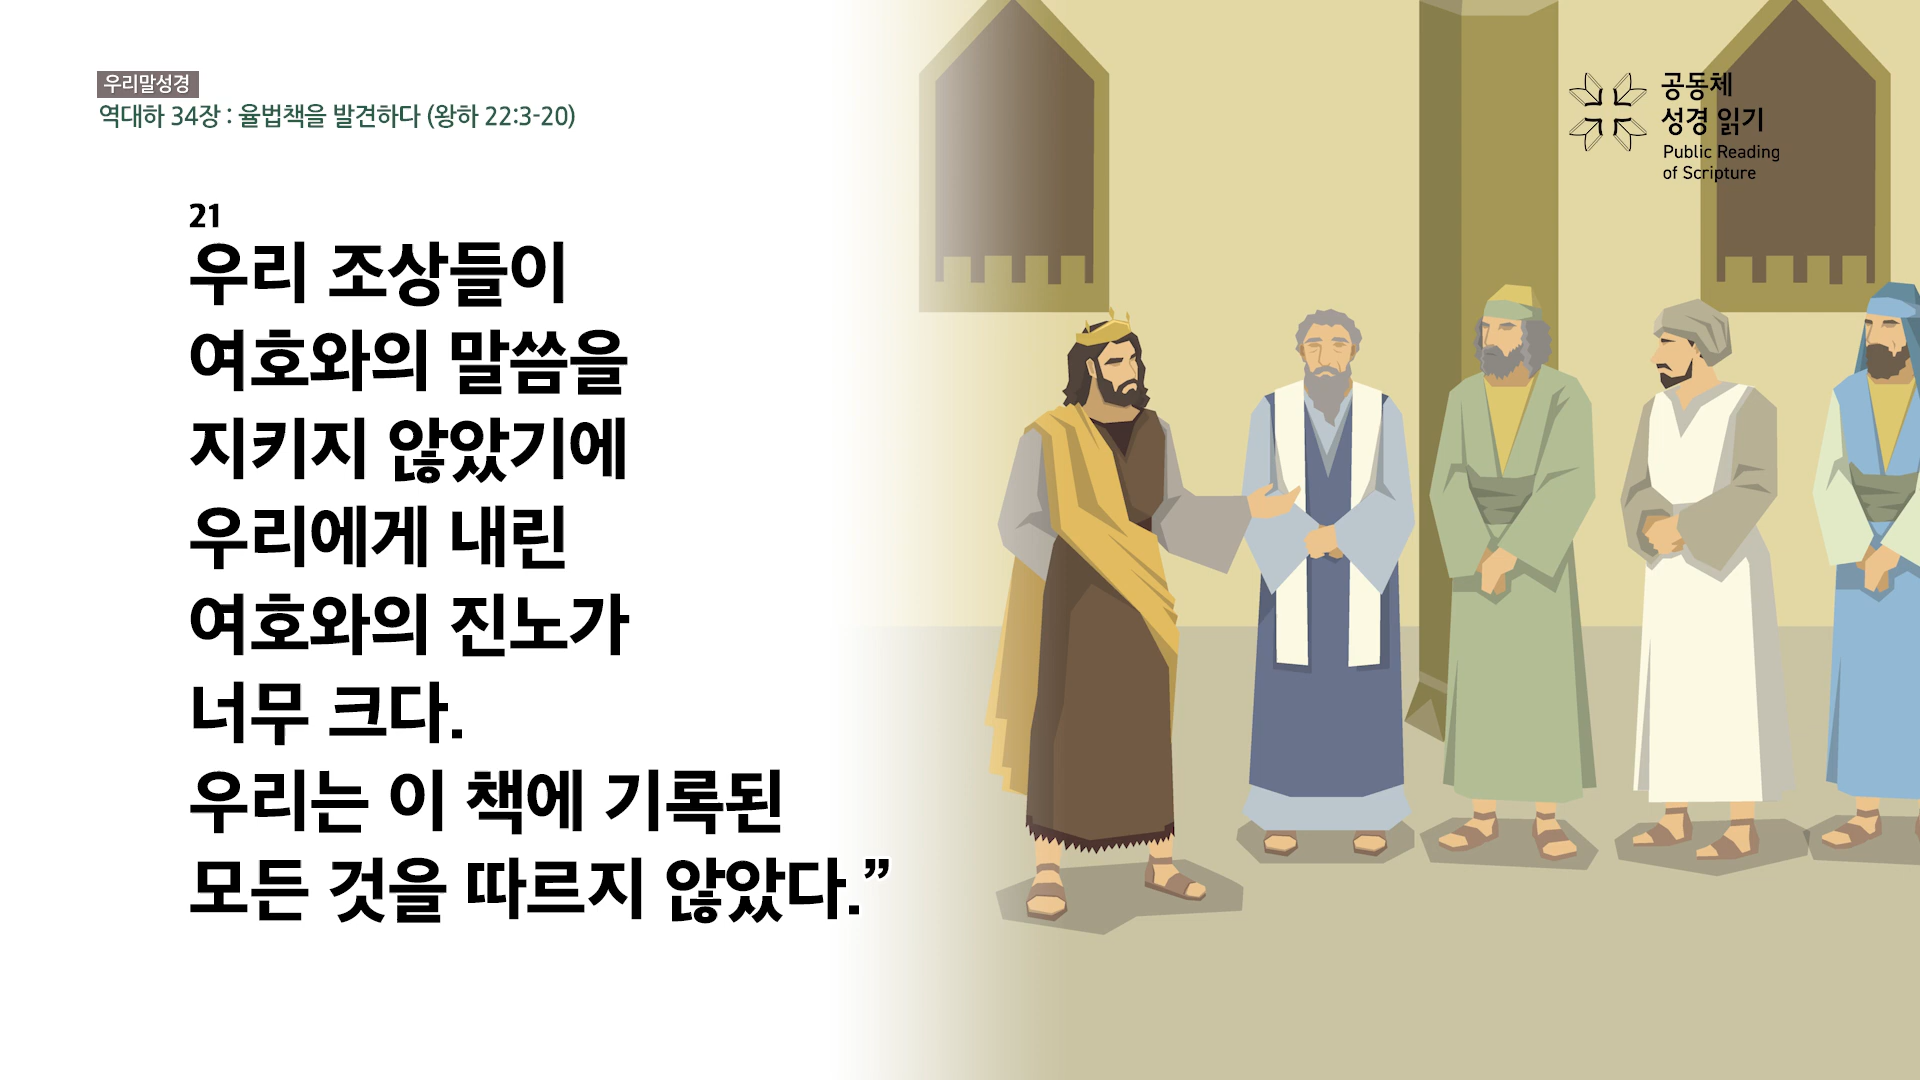 우리말성경
역대하 34장 : 율법책을 발견하다 (왕하 22:3-20)
공동체
성경 읽기
Public Reading
of Scripture
21
우리 조상들이
여호와의 말씀을
지키지 않았기에
우리에게 내린
여호와의 진노가
너무 크다.
우리는 이 책에 기록된
모든 것을 따르지 않았다.”